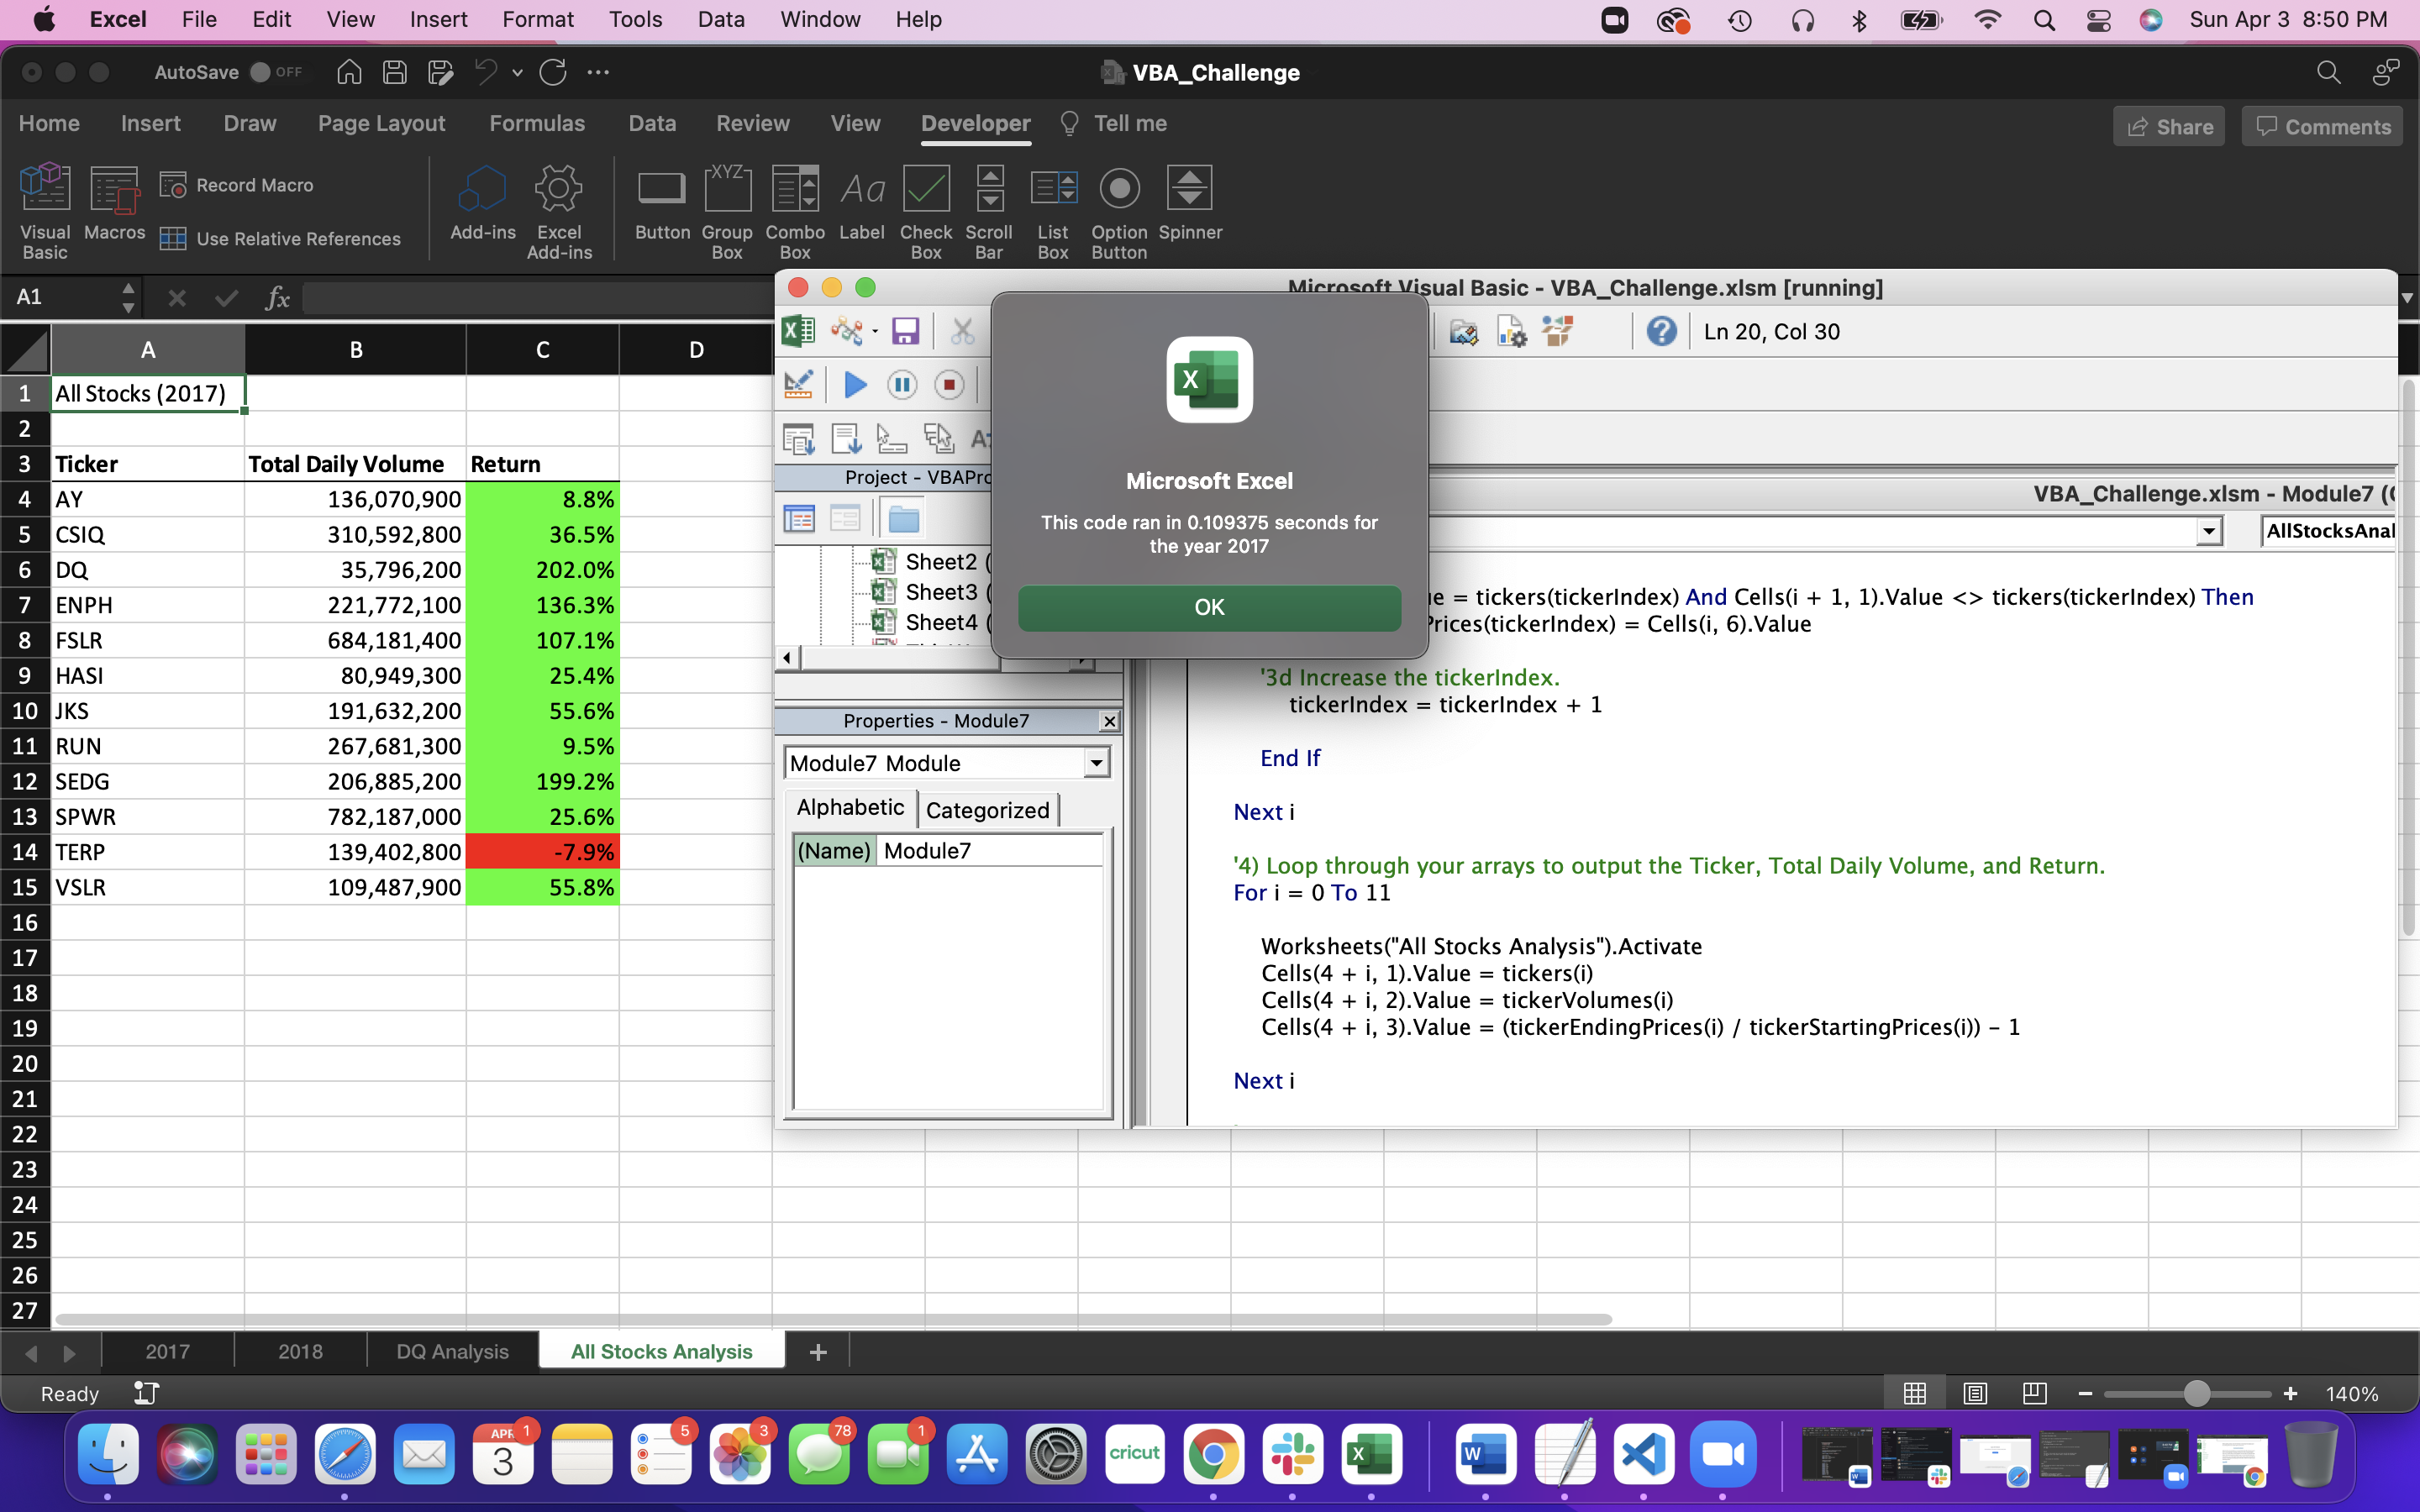 Excel File Edit View Insert Format Tools Data Window Help Sun Apr 3 8:50 PM
AutoSave OFF VBA_Challenge
Home Insert Draw Page Layout Formulas Data Review View Developer Tell me Share Comments
Record Macro
Use Relative References
Visual Basic
Macros
Add-ins
Excel Add-ins
XYZ
Aa
Button
Group Box
Combo Box
Label
Check Box
Scroll Bar
List Box
Option Button
Spinner
A1 fx
A B C D
1 All Stocks (2017)
2
3 Ticker Total Daily Volume Return
4 AY 136,070,900 8.8%
5 CSIQ 310,592,800 36.5%
6 DQ 35,796,200 202.0%
7 ENPH 221,772,100 136.3%
8 FSLR 684,181,400 107.1%
9 HASI 80,949,300 25.4%
10 JKS 191,632,200 55.6%
11 RUN 267,681,300 9.5%
12 SEDG 206,885,200 199.2%
13 SPWR 782,187,000 25.6%
14 TERP 139,402,800 -7.9%
15 VSLR 109,487,900 55.8%
16
17
18
19
20
21
22
23
24
25
26
27
Microsoft Visual Basic - VBA_Challenge.xlsm [running]
Ln 20, Col 30
Project - VBAPro
Sheet2 (
Sheet3 (
Sheet4 (
Properties - Module7
Module7 Module
Alphabetic Categorized
(Name) Module7
Microsoft Excel
This code ran in 0.109375 seconds for
the year 2017
OK
VBA_Challenge.xlsm - Module7 (
AllStocksAnal
= tickers(tickerIndex) And Cells(i + 1, 1).Value <> tickers(tickerIndex) Then
Prices(tickerIndex) = Cells(i, 6).Value
'3d Increase the tickerIndex.
tickerIndex = tickerIndex + 1
End If
Next i
'4) Loop through your arrays to output the Ticker, Total Daily Volume, and Return.
For i = 0 To 11
Worksheets("All Stocks Analysis").Activate
Cells(4 + i, 1).Value = tickers(i)
Cells(4 + i, 2).Value = tickerVolumes(i)
Cells(4 + i, 3).Value = (tickerEndingPrices(i) / tickerStartingPrices(i)) - 1
Next i
2017 2018 DQ Analysis All Stocks Analysis +
Ready 140%
APR 3 1 5 3 78 1 cricut